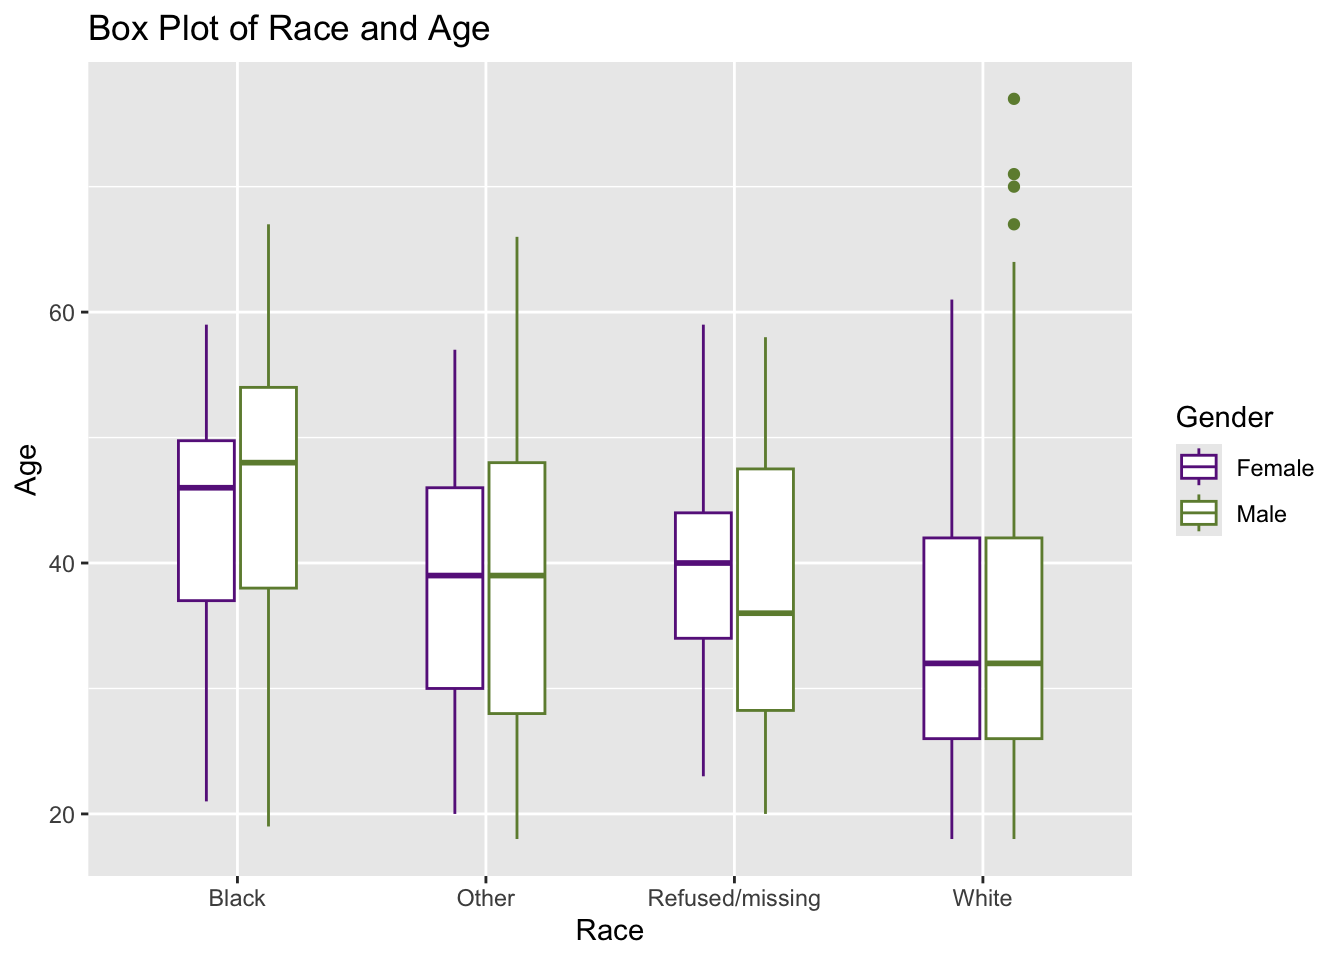 Box Plot of Race and Age
Age
60
40
20
Black
Other
Refused/missing
White
Race
Gender
Female
Male